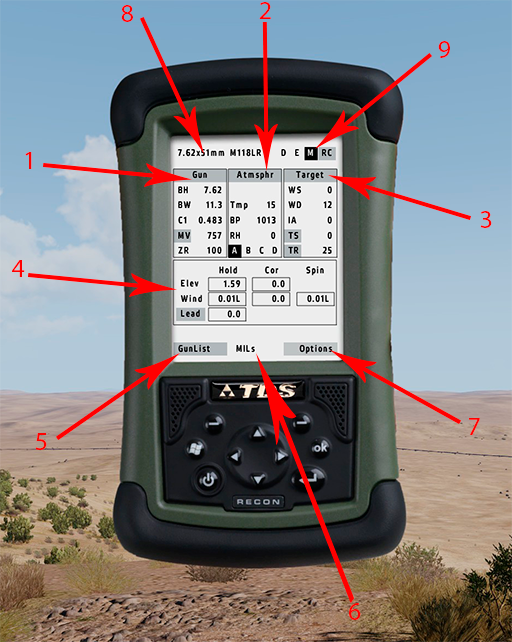 8
2
9
1
3
4
5
6
7
7.62x51mm M118LR D E M RC
Gun Atmsphr Target
BH 7.62 WS 0
BW 11.3 Tmp 15 WD 12
C1 0.483 BP 1013 IA 0
MV 757 RH 0 TS 0
ZR 100 A B C D TR 25
Hold Cor Spin
Elev 1.59 0.0
Wind 0.01L 0.0 0.01L
Lead 0.0
GunList MILs Options
TLS
OK
RECON